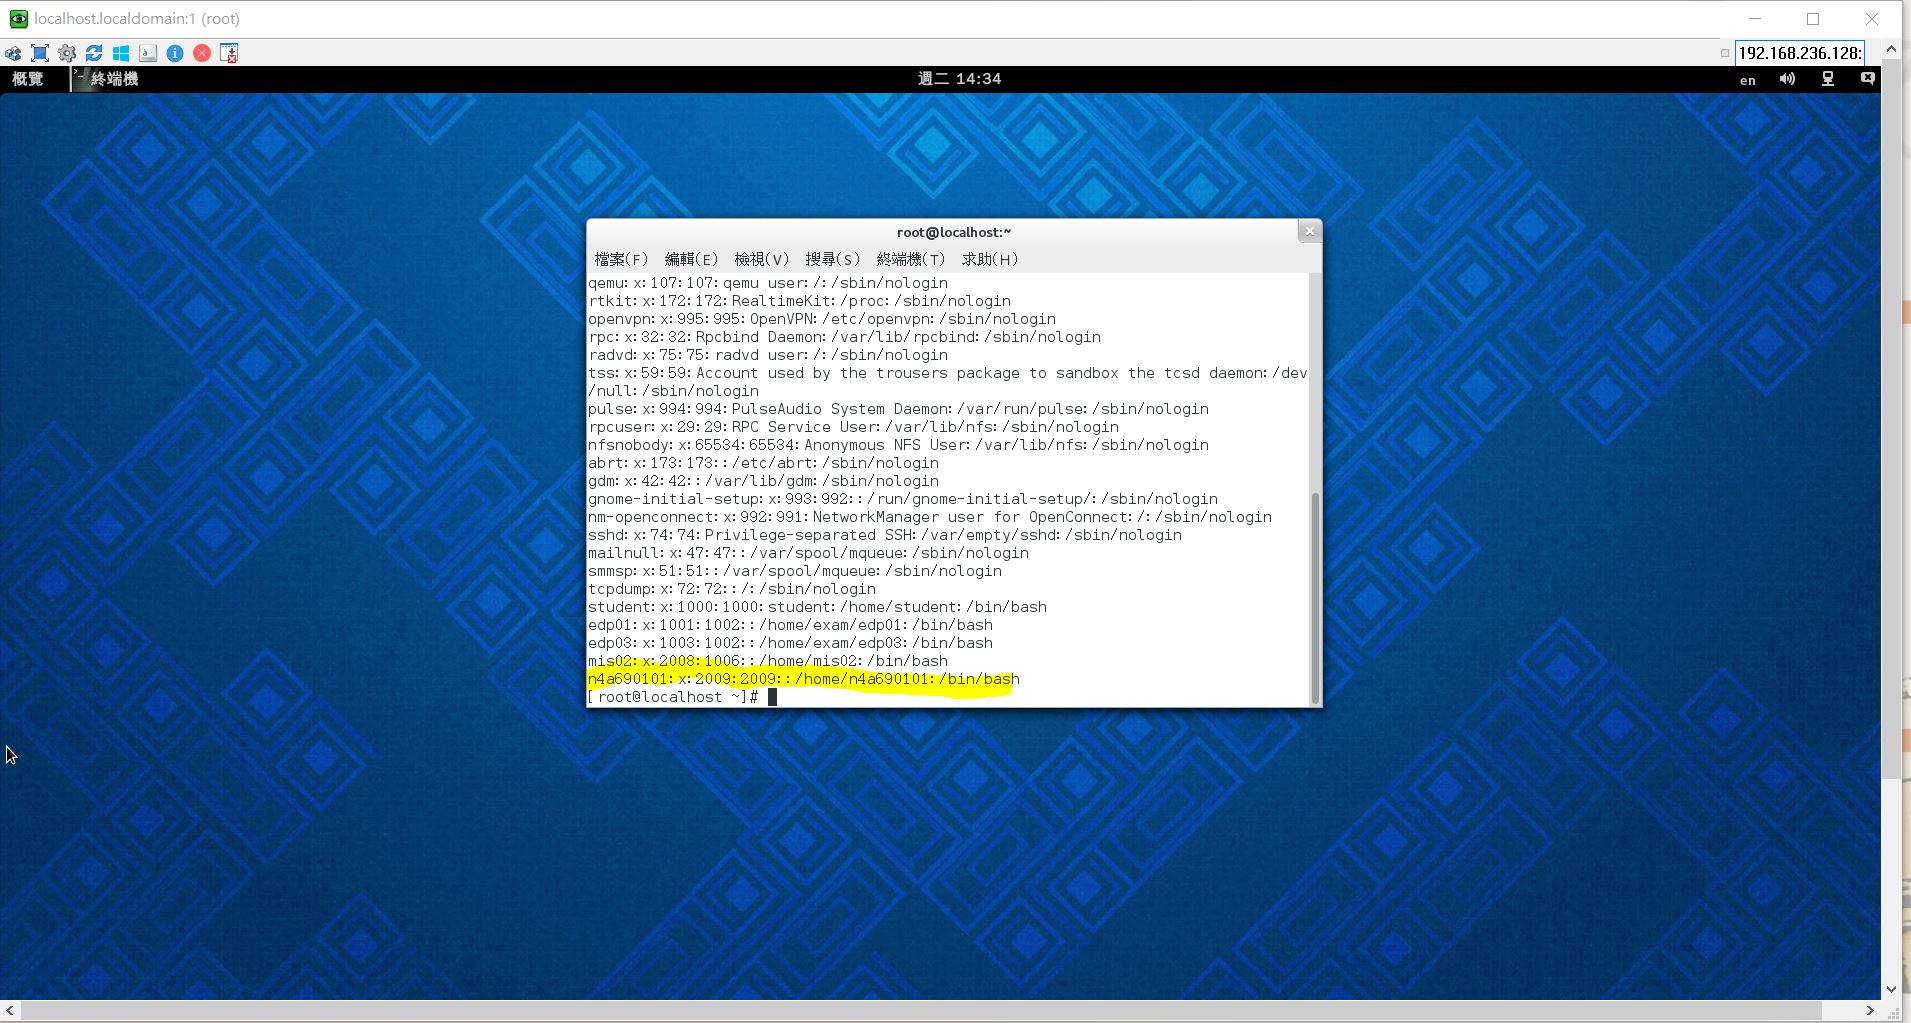 localhost.localdomain:1 (root)
192.168.236.128:
概覽 終端機 週二 14:34 en
root@localhost:~
檔案(F) 編輯(E) 檢視(V) 搜尋(S) 終端機(T) 求助(H)
qemu:x:107:107:qemu user:/:/sbin/nologin
rtkit:x:172:172:RealtimeKit:/proc:/sbin/nologin
openvpn:x:995:995:OpenVPN:/etc/openvpn:/sbin/nologin
rpc:x:32:32:Rpcbind Daemon:/var/lib/rpcbind:/sbin/nologin
radvd:x:75:75:radvd user:/:/sbin/nologin
tss:x:59:59:Account used by the trousers package to sandbox the tcsd daemon:/dev
/null:/sbin/nologin
pulse:x:994:994:PulseAudio System Daemon:/var/run/pulse:/sbin/nologin
rpcuser:x:29:29:RPC Service User:/var/lib/nfs:/sbin/nologin
nfsnobody:x:65534:65534:Anonymous NFS User:/var/lib/nfs:/sbin/nologin
abrt:x:173:173::/etc/abrt:/sbin/nologin
gdm:x:42:42::/var/lib/gdm:/sbin/nologin
gnome-initial-setup:x:993:992::/run/gnome-initial-setup/:/sbin/nologin
nm-openconnect:x:992:991:NetworkManager user for OpenConnect:/:/sbin/nologin
sshd:x:74:74:Privilege-separated SSH:/var/empty/sshd:/sbin/nologin
mailnull:x:47:47::/var/spool/mqueue:/sbin/nologin
smmsp:x:51:51::/var/spool/mqueue:/sbin/nologin
tcpdump:x:72:72::/:/sbin/nologin
student:x:1000:1000:student:/home/student:/bin/bash
edp01:x:1001:1002::/home/exam/edp01:/bin/bash
edp03:x:1003:1002::/home/exam/edp03:/bin/bash
mis02:x:2008:1006::/home/mis02:/bin/bash
n4a690101:x:2009:2009::/home/n4a690101:/bin/bash
[root@localhost ~]#